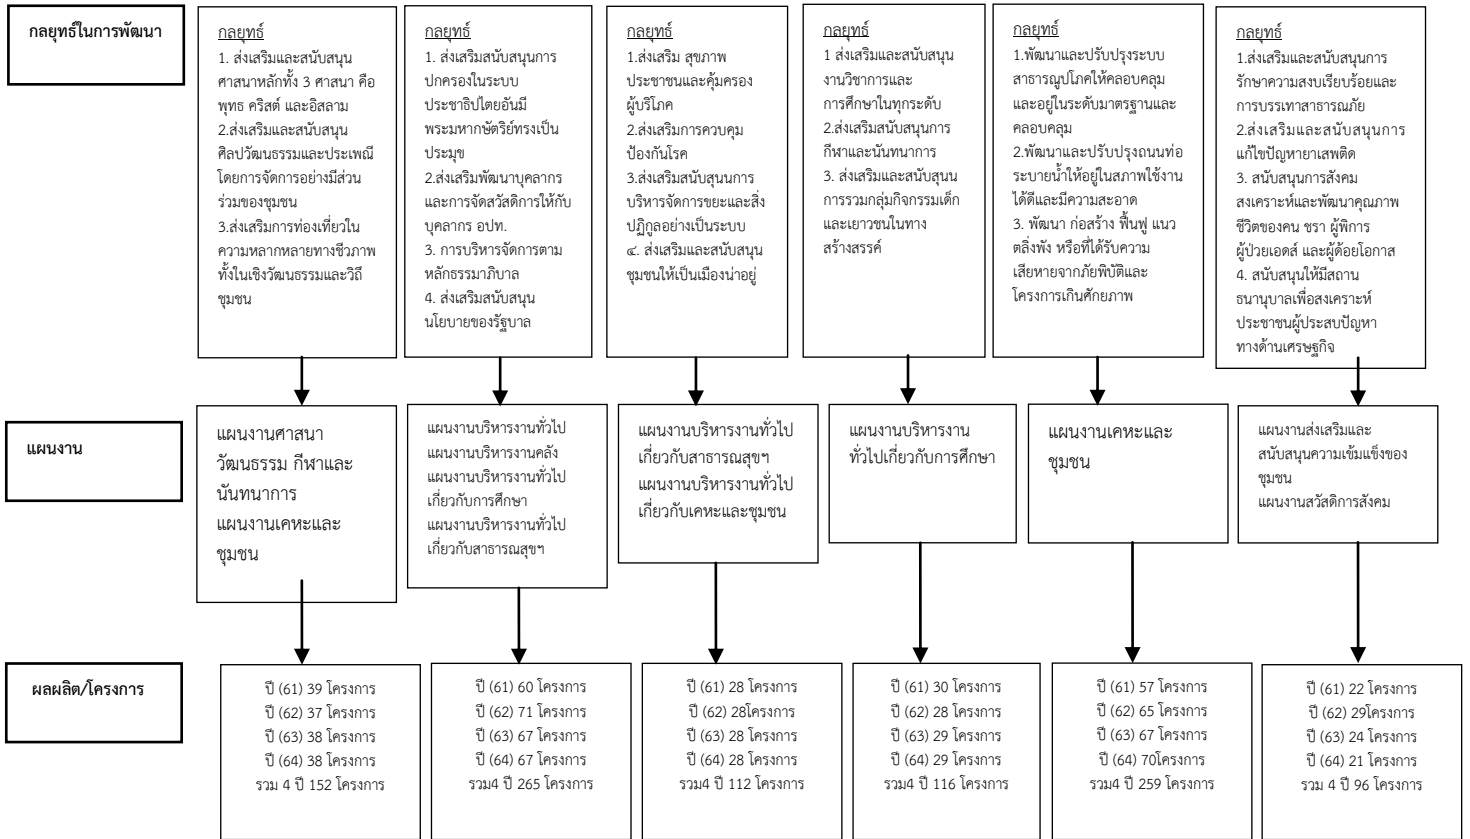 กลยุทธ์ในการพัฒนา
กลยุทธ์
1. ส่งเสริมและสนับสนุน
ศาสนาหลักทั้ง 3 ศาสนา คือ
พุทธ คริสต์ และอิสลาม
2.ส่งเสริมและสนับสนุน
ศิลปวัฒนธรรมและประเพณี
โดยการจัดการอย่างมีส่วน
ร่วมของชุมชน
3.ส่งเสริมการท่องเที่ยวใน
ความหลากหลายทางชีวภาพ
ทั้งในเชิงวัฒนธรรมและวิถี
ชุมชน
กลยุทธ์
1. ส่งเสริมสนับสนุนการ
ปกครองในระบบ
ประชาธิปไตยอันมี
พระมหากษัตริย์ทรงเป็น
ประมุข
2.ส่งเสริมพัฒนาบุคลากร
และการจัดสวัสดิการให้กับ
บุคลากร อปท.
3. การบริหารจัดการตาม
หลักธรรมาภิบาล
4. ส่งเสริมสนับสนุน
นโยบายของรัฐบาล
กลยุทธ์
1.ส่งเสริม สุขภาพ
ประชาชนและคุ้มครอง
ผู้บริโภค
2.ส่งเสริมการควบคุม
ป้องกันโรค
3.ส่งเสริมสนับสุนนการ
บริหารจัดการขยะและสิ่ง
ปฏิกูลอย่างเป็นระบบ
๔. ส่งเสริมและสนับสนุน
ชุมชนให้เป็นเมืองน่าอยู่
กลยุทธ์
1 ส่งเสริมและสนับสนุน
งานวิชาการและ
การศึกษาในทุกระดับ
2.ส่งเสริมสนับสนุนการ
กีฬาและนันทนาการ
3. ส่งเสริมและสนับสุนน
การรวมกลุ่มกิจกรรมเด็ก
และเยาวชนในทาง
สร้างสรรค์
กลยุทธ์
1.พัฒนาและปรับปรุงระบบ
สาธารณูปโภคให้คลอบคลุม
และอยู่ในระดับมาตรฐานและ
คลอบคลุม
2.พัฒนาและปรับปรุงถนนท่อ
ระบายน้ำให้อยู่ในสภาพใช้งาน
ได้ดีและมีความสะอาด
3. พัฒนา ก่อสร้าง ฟื้นฟู แนว
ตลิ่งพัง หรือที่ได้รับความ
เสียหายจากภัยพิบัติและ
โครงการเกินศักยภาพ
กลยุทธ์
1.ส่งเสริมและสนับสนุนการ
รักษาความสงบเรียบร้อยและ
การบรรเทาสาธารณภัย
2.ส่งเสริมและสนับสนุนการ
แก้ไขปัญหายาเสพติด
3. สนับสนุนการสังคม
สงเคราะห์และพัฒนาคุณภาพ
ชีวิตของคน ชรา ผู้พิการ
ผู้ป่วยเอดส์ และผู้ด้อยโอกาส
4. สนับสนุนให้มีสถาน
ธนานุบาลเพื่อสงเคราะห์
ประชาชนผู้ประสบปัญหา
ทางด้านเศรษฐกิจ
แผนงาน
แผนงานศาสนา
วัฒนธรรม กีฬาและ
นันทนาการ
แผนงานเคหะและ
ชุมชน
แผนงานบริหารงานทั่วไป
แผนงานบริหารงานคลัง
แผนงานบริหารงานทั่วไป
เกี่ยวกับการศึกษา
แผนงานบริหารงานทั่วไป
เกี่ยวกับสาธารณสุขฯ
แผนงานบริหารงานทั่วไป
เกี่ยวกับสาธารณสุขฯ
แผนงานบริหารงานทั่วไป
เกี่ยวกับเคหะและชุมชน
แผนงานบริหารงาน
ทั่วไปเกี่ยวกับการศึกษา
แผนงานเคหะและ
ชุมชน
แผนงานส่งเสริมและ
สนับสนุนความเข้มแข็งของ
ชุมชน
แผนงานสวัสดิการสังคม
ผลผลิต/โครงการ
ปี (61) 39 โครงการ
ปี (62) 37 โครงการ
ปี (63) 38 โครงการ
ปี (64) 38 โครงการ
รวม 4 ปี 152 โครงการ
ปี (61) 60 โครงการ
ปี (62) 71 โครงการ
ปี (63) 67 โครงการ
ปี (64) 67 โครงการ
รวม4 ปี 265 โครงการ
ปี (61) 28 โครงการ
ปี (62) 28โครงการ
ปี (63) 28 โครงการ
ปี (64) 28 โครงการ
รวม4 ปี 112 โครงการ
ปี (61) 30 โครงการ
ปี (62) 28 โครงการ
ปี (63) 29 โครงการ
ปี (64) 29 โครงการ
รวม4 ปี 116 โครงการ
ปี (61) 57 โครงการ
ปี (62) 65 โครงการ
ปี (63) 67 โครงการ
ปี (64) 70โครงการ
รวม4 ปี 259 โครงการ
ปี (61) 22 โครงการ
ปี (62) 29โครงการ
ปี (63) 24 โครงการ
ปี (64) 21 โครงการ
รวม 4 ปี 96 โครงการ